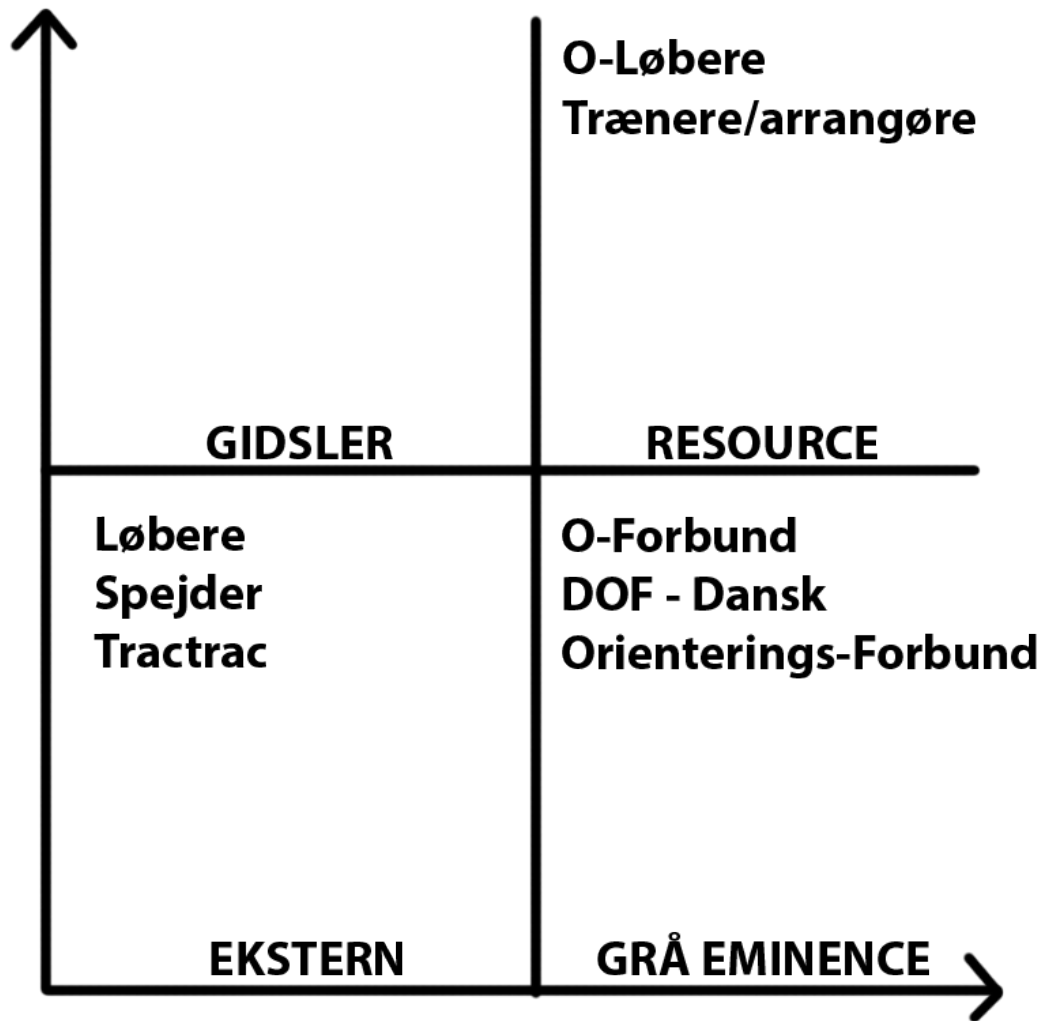 O-Løbere
Trænere/arrangøre
GIDSLER
RESOURCE
Løbere
Spejder
Tractrac
O-Forbund
DOF - Dansk
Orienterings-Forbund
EKSTERN
GRÅ EMINENCE